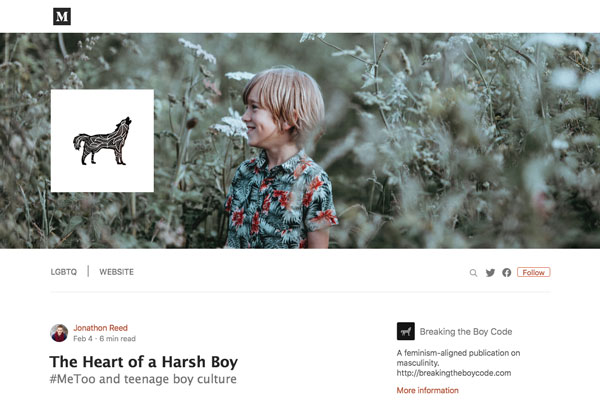 M
LGBTQ | WEBSITE
Follow
Jonathon Reed
Feb 4 · 6 min read
The Heart of a Harsh Boy
#MeToo and teenage boy culture
Breaking the Boy Code
A feminism-aligned publication on
masculinity.
http://breakingtheboycode.com
More information